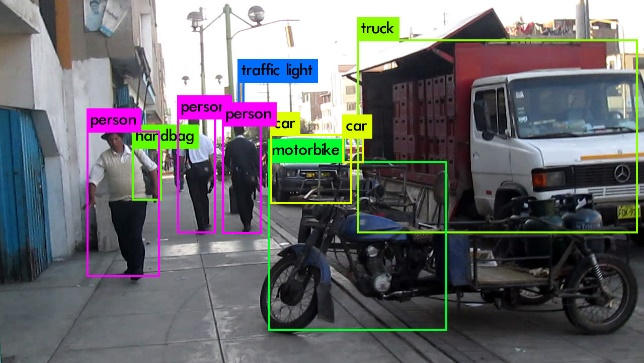 truck
traffic light
person
person
person
car
car
handbag
motorbike